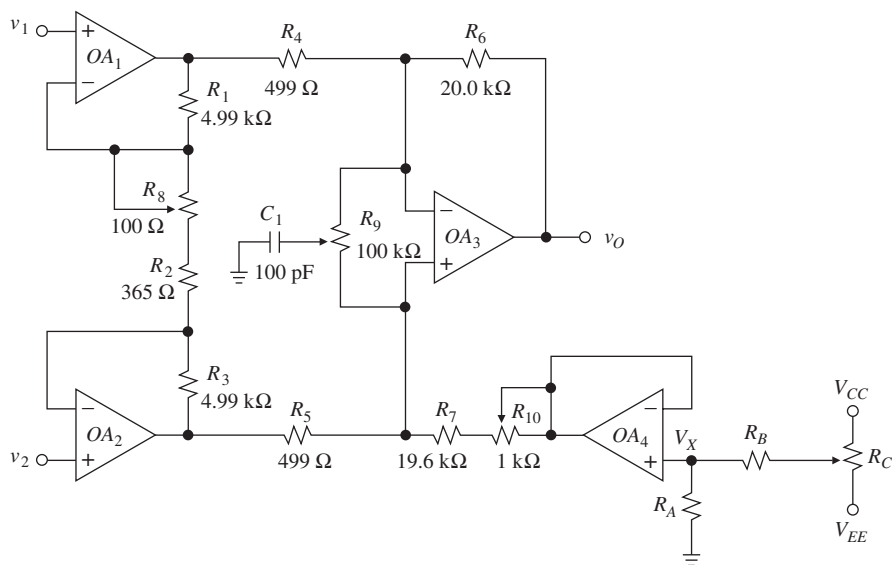 v1
+
OA1
−
R4
499 Ω
R6
20.0 kΩ
R1
4.99 kΩ
R8
100 Ω
R2
365 Ω
C1
100 pF
R9
100 kΩ
−
OA3
+
vO
R3
4.99 kΩ
−
OA2
+
v2
R5
499 Ω
R7
19.6 kΩ
R10
1 kΩ
−
OA4
+
VX
RA
RB
VCC
RC
VEE